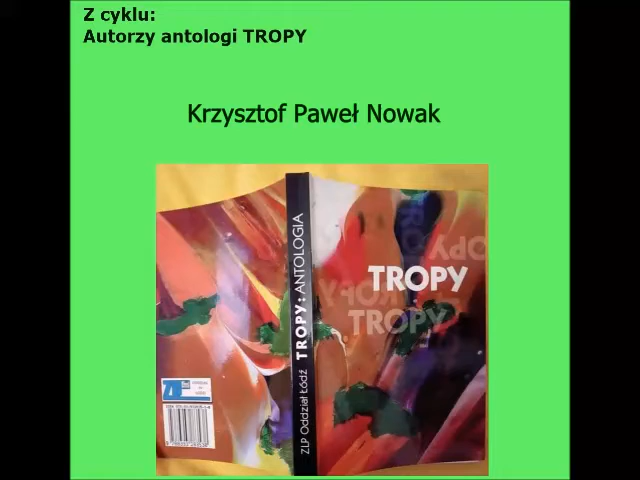 Z cyklu:
Autorzy antologi TROPY
Krzysztof Paweł Nowak
ZLP Oddział Łódź TROPY: ANTOLOGIA
TROPY
TROPY